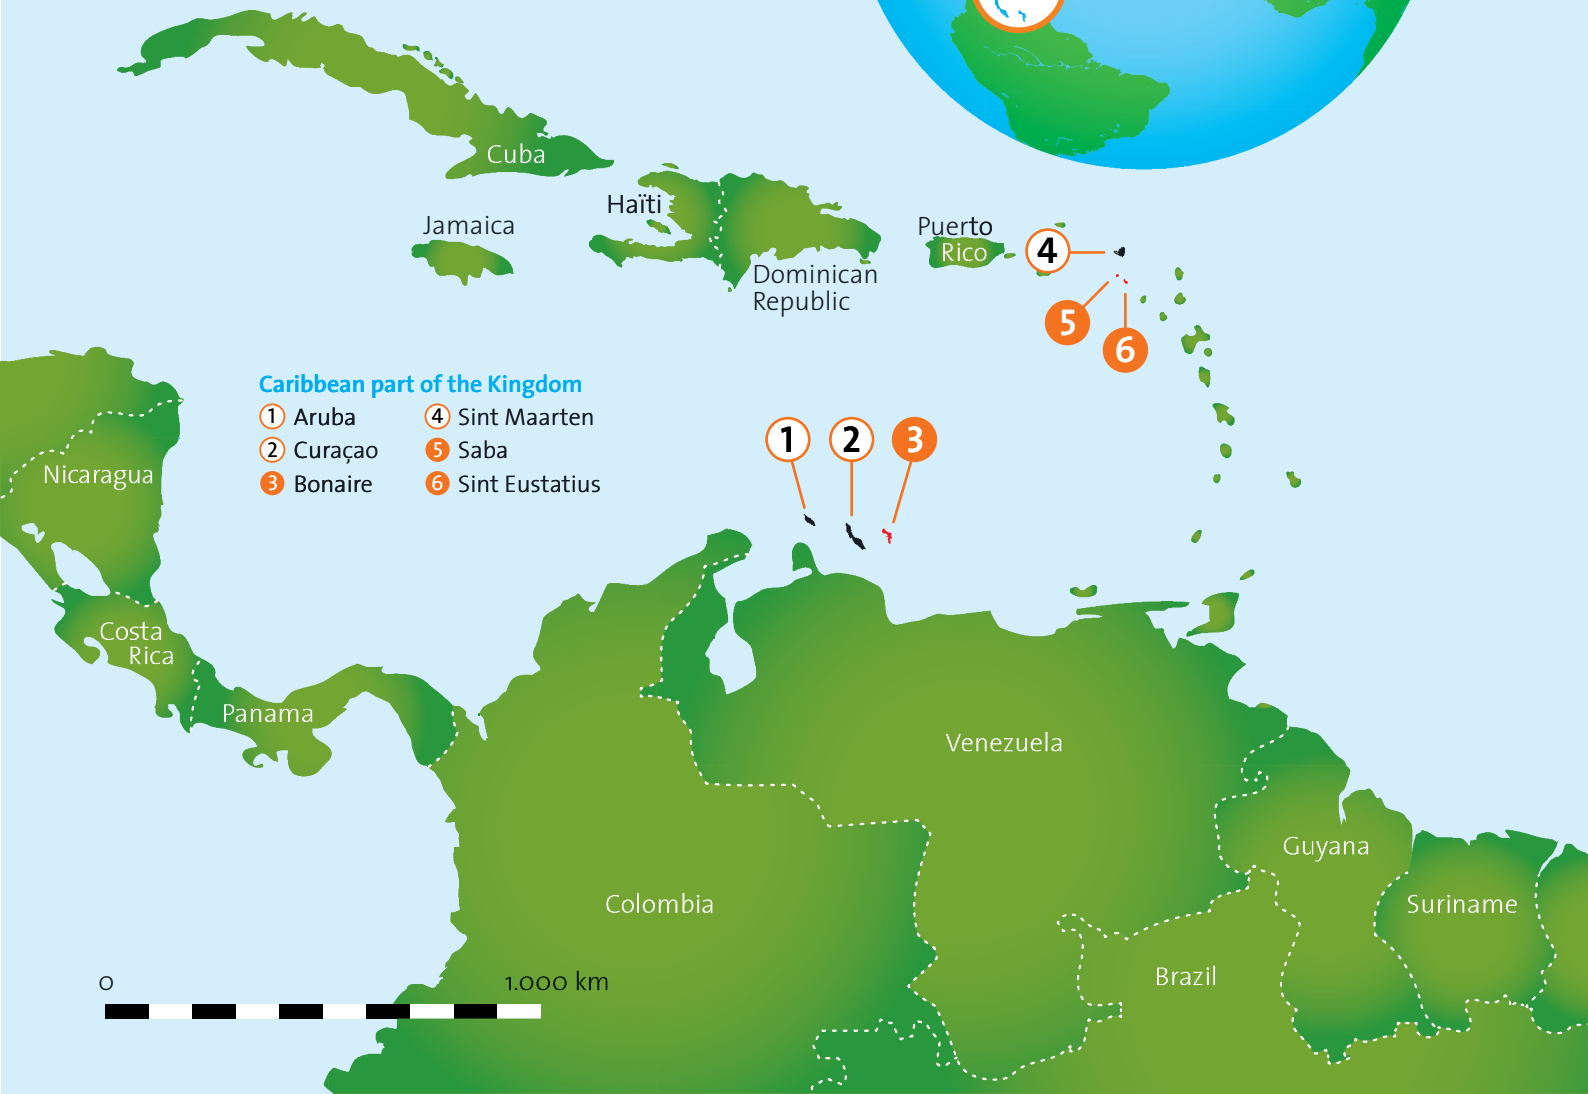 Cuba
Haïti
Jamaica
Puerto
Rico
4
Dominican
Republic
5
6
Caribbean part of the Kingdom
1 Aruba
2 Curaçao
3 Bonaire
4 Sint Maarten
5 Saba
6 Sint Eustatius
1
2
3
Nicaragua
Costa
Rica
Panama
Venezuela
Guyana
Colombia
Suriname
Brazil
0
1.000 km